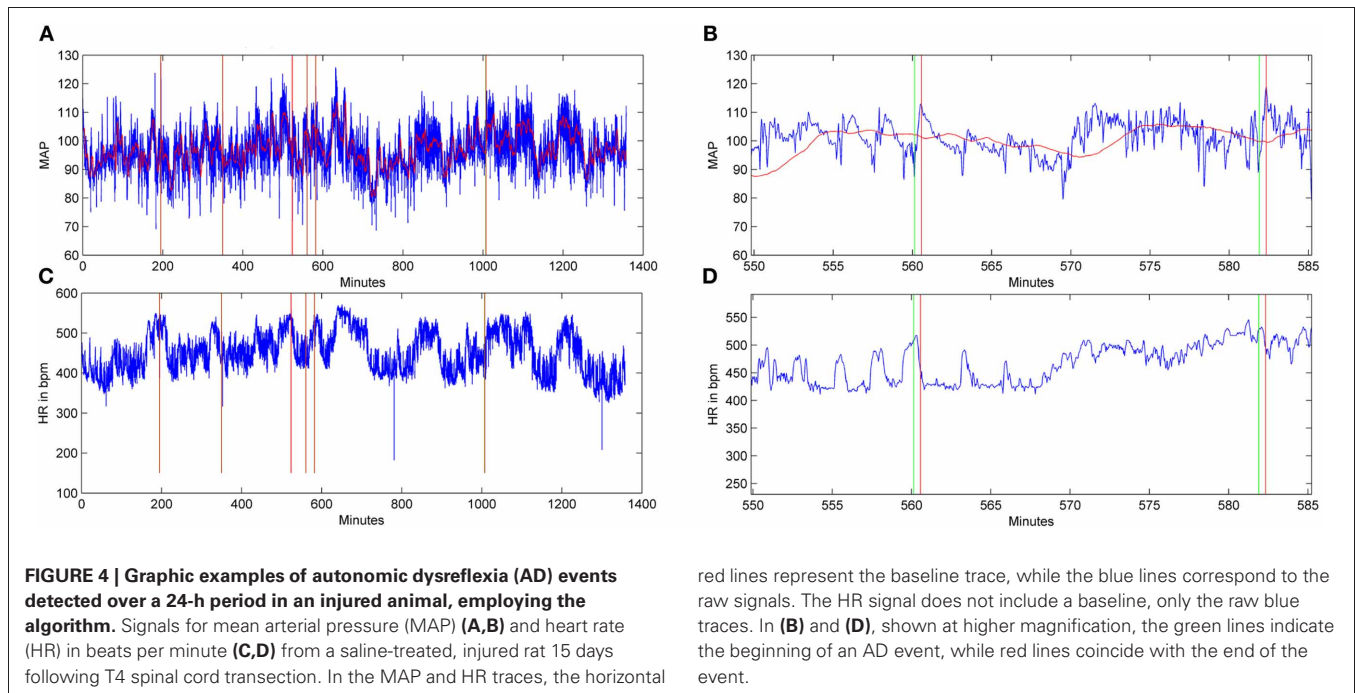 A
130
120
110
100
90
80
70
60
MAP
0
200
400
600
800
1000
1200
1400
Minutes
B
130
120
110
100
90
80
70
60
MAP
550
555
560
565
570
575
580
585
Minutes
C
600
500
400
300
200
100
HR in bpm
0
200
400
600
800
1000
1200
1400
Minutes
D
550
500
450
400
350
300
250
HR in bpm
550
555
560
565
570
575
580
585
Minutes
FIGURE 4 | Graphic examples of autonomic dysreflexia (AD) events
detected over a 24-h period in an injured animal, employing the
algorithm. Signals for mean arterial pressure (MAP) (A,B) and heart rate
(HR) in beats per minute (C,D) from a saline-treated, injured rat 15 days
following T4 spinal cord transection. In the MAP and HR traces, the horizontal
red lines represent the baseline trace, while the blue lines correspond to the
raw signals. The HR signal does not include a baseline, only the raw blue
traces. In (B) and (D), shown at higher magnification, the green lines indicate
the beginning of an AD event, while red lines coincide with the end of the
event.